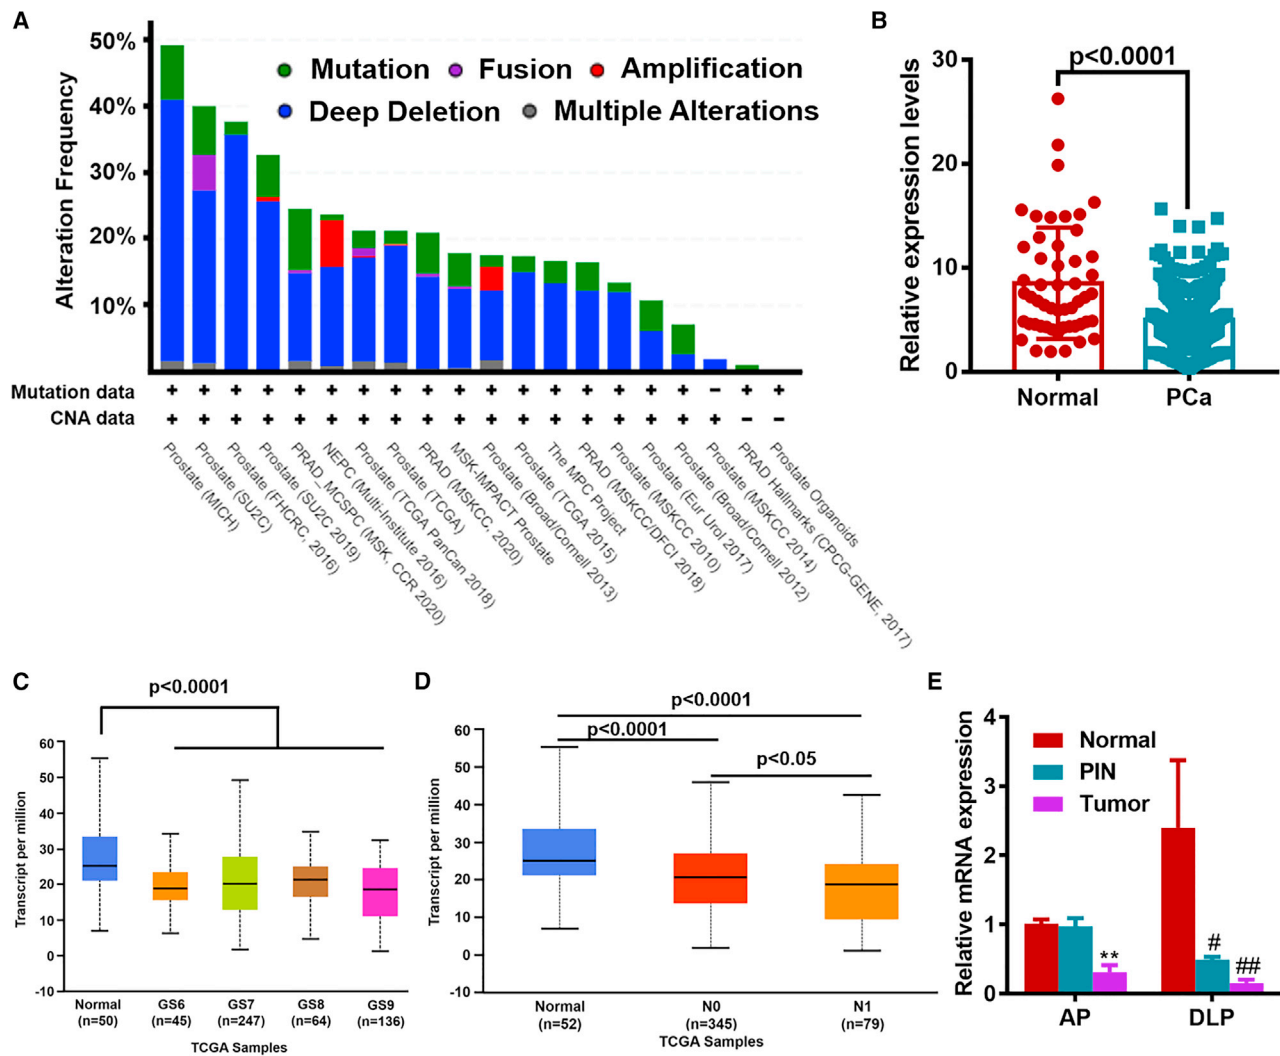 A
50%
40%
30%
20%
10%
Alteration Frequency
Mutation
Fusion
Amplification
Deep Deletion
Multiple Alterations
Mutation data + + + + + + + + + + + + + + + + + − + +
CNA data + + + + + + + + + + + + + + + + + + − −
Prostate (MICH)
Prostate (SU2C)
Prostate (FHCRC, 2016)
Prostate (SU2C 2019)
PRAD_MCSPC (MSK, CCR 2020)
NEPC (Multi-Institute 2016)
Prostate (TCGA PanCan 2018)
Prostate (TCGA)
PRAD (MSKCC, 2020)
MSK-IMPACT Prostate
Prostate (Broad/Cornell 2013)
Prostate (TCGA 2015)
The MPC Project
PRAD (MSKCC/DFCI 2018)
Prostate (MSKCC 2010)
Prostate (Eur Urol 2017)
Prostate (Broad/Cornell 2012)
Prostate (MSKCC 2014)
PRAD Hallmarks (CPCG-GENE, 2017)
Prostate Organoids
B
p<0.0001
30
20
10
0
Relative expression levels
Normal
PCa
C
p<0.0001
60
50
40
30
20
10
0
-10
Transcript per million
Normal GS6 GS7 GS8 GS9
(n=50) (n=45) (n=247) (n=64) (n=136)
TCGA Samples
D
p<0.0001
p<0.0001
p<0.05
60
50
40
30
20
10
0
-10
Transcript per million
Normal N0 N1
(n=52) (n=345) (n=79)
TCGA Samples
E
4
3
2
1
0
Relative mRNA expression
Normal
PIN
Tumor
**
#
##
AP
DLP